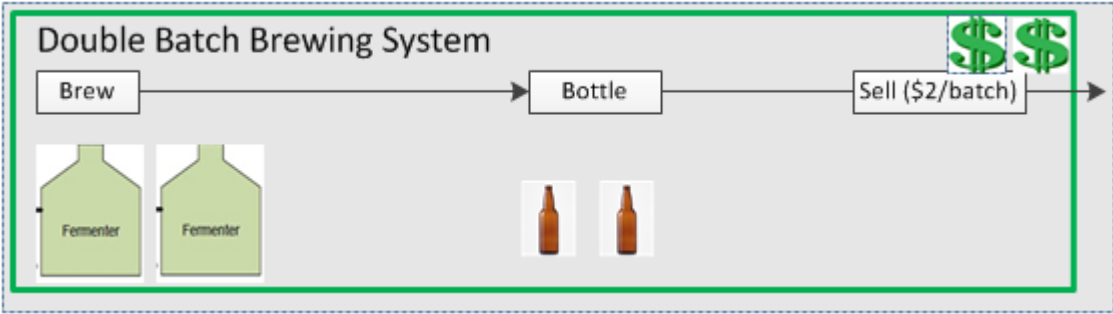 Double Batch Brewing System
$ $
Brew
Bottle
Sell ($2/batch)
Fermenter
Fermenter